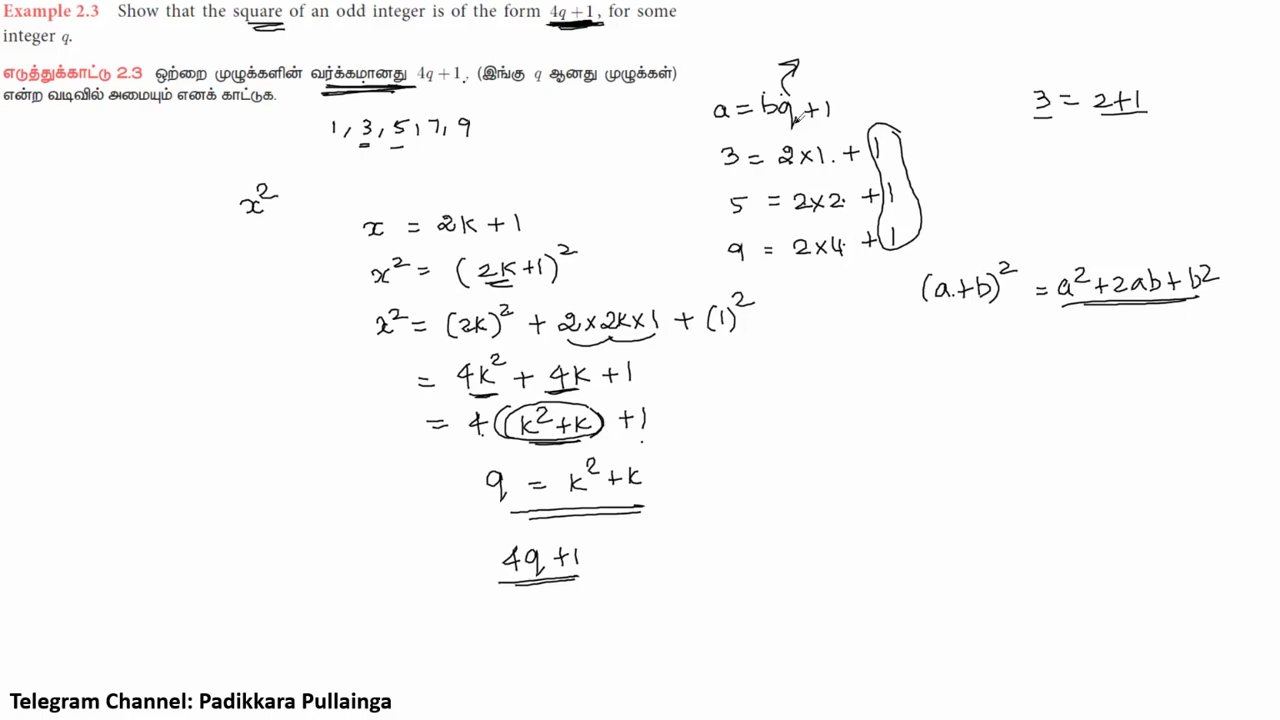 Example 2.3 Show that the square of an odd integer is of the form 4q + 1, for some
integer q.
எடுத்துக்காட்டு 2.3 ஒற்றை முழுக்களின் வர்க்கமானது 4q + 1. (இங்கு q ஆனது முழுக்கள்)
என்ற வடிவில் அமையும் எனக் காட்டுக.
1, 3, 5, 7, 9
a = bq + 1
3 = 2+1
3 = 2×1. + 1
5 = 2×2. + 1
9 = 2×4. + 1
x²
x = 2k + 1
x² = (2k+1)²
(a+b)² = a² + 2ab + b²
x² = (2k)² + 2×2k×1 + (1)²
= 4k² + 4k + 1
= 4(k²+k) + 1
q = k² + k
4q + 1
Telegram Channel: Padikkara Pullainga